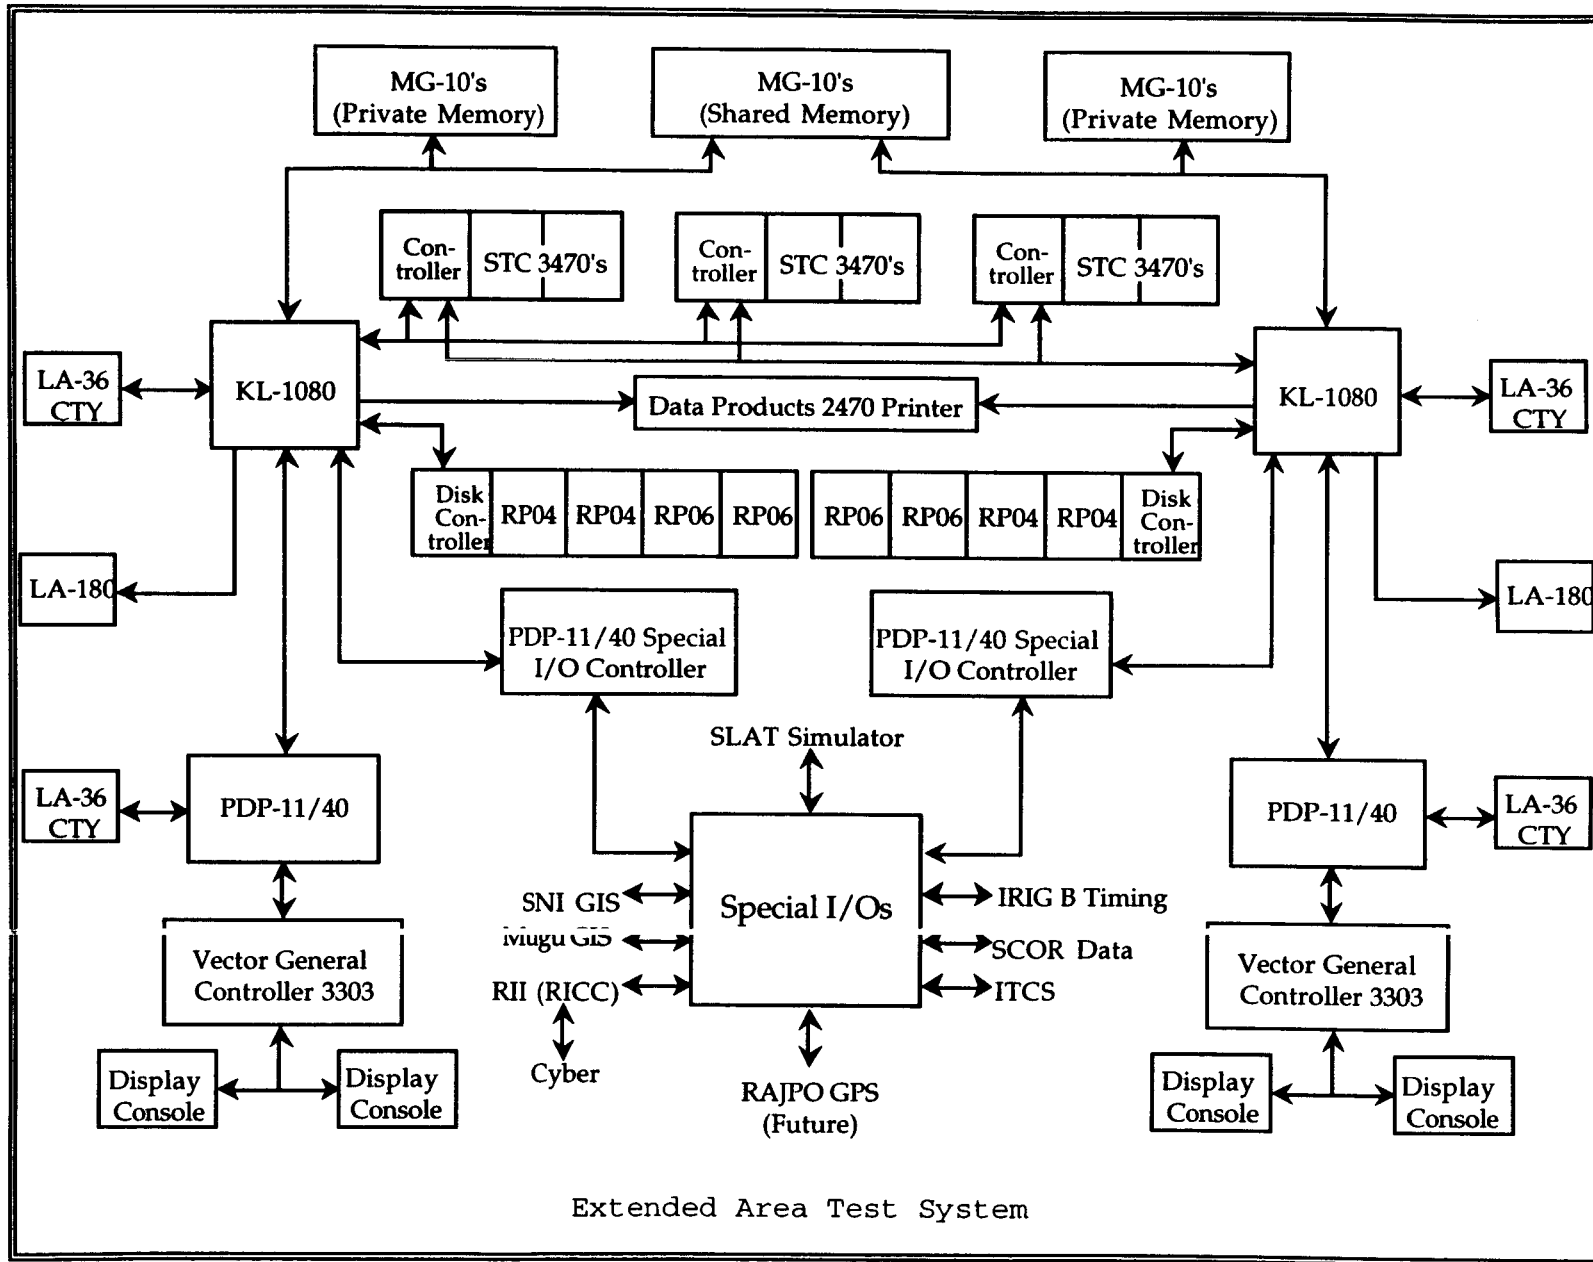 MG-10's
(Private Memory)
MG-10's
(Shared Memory)
MG-10's
(Private Memory)
Con-
troller
STC 3470's
Con-
troller
STC 3470's
Con-
troller
STC 3470's
LA-36
CTY
KL-1080
Data Products 2470 Printer
KL-1080
LA-36
CTY
Disk
Con-
troller
RP04
RP04
RP06
RP06
RP06
RP06
RP04
RP04
Disk
Con-
troller
LA-180
LA-180
PDP-11/40 Special
I/O Controller
PDP-11/40 Special
I/O Controller
SLAT Simulator
LA-36
CTY
PDP-11/40
PDP-11/40
LA-36
CTY
Special I/Os
SNI GIS
Mugu GIS
RII (RICC)
Cyber
IRIG B Timing
SCOR Data
ITCS
RAJPO GPS
(Future)
Vector General
Controller 3303
Vector General
Controller 3303
Display
Console
Display
Console
Display
Console
Display
Console
Extended Area Test System